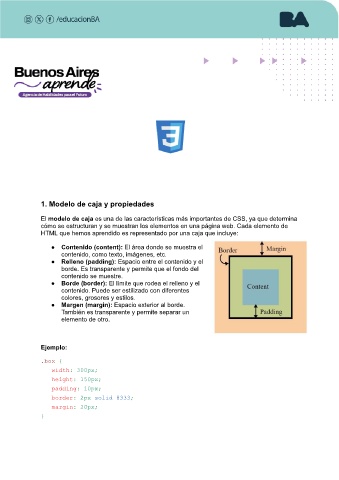 /educacionBA
BA
Buenos Aires
aprende
Agencia de Habilidades para el Futuro
3
1. Modelo de caja y propiedades
El modelo de caja es una de las características más importantes de CSS, ya que determina
cómo se estructuran y se muestran los elementos en una página web. Cada elemento de
HTML que hemos aprendido es representado por una caja que incluye:
● Contenido (content): El área donde se muestra el
contenido, como texto, imágenes, etc.
● Relleno (padding): Espacio entre el contenido y el
borde. Es transparente y permite que el fondo del
contenido se muestre.
● Borde (border): El límite que rodea el relleno y el
contenido. Puede ser estilizado con diferentes
colores, grosores y estilos.
● Margen (margin): Espacio exterior al borde.
También es transparente y permite separar un
elemento de otro.
Border
Margin
Content
Padding
Ejemplo:
.box {
width: 300px;
height: 150px;
padding: 10px;
border: 2px solid #333;
margin: 20px;
}